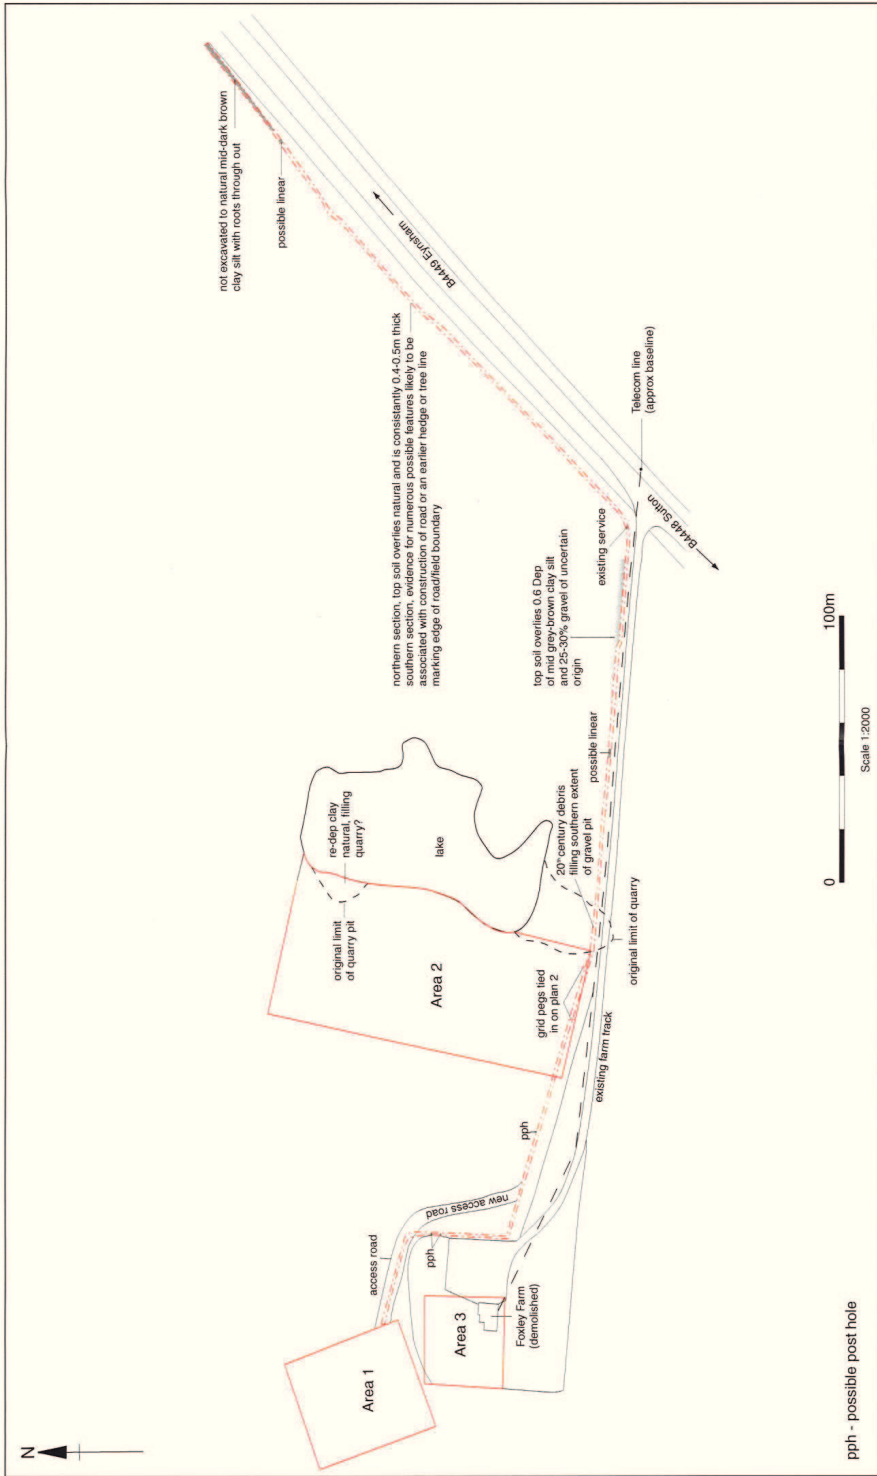 N
not excavated to natural mid-dark brown
clay silt with roots through out
possible linear
B4449 Eynsham
northern section, top soil overlies natural and is consistantly 0.4-0.5m thick
southern section, evidence for numerous possible features likely to be
associated with construction of road or an earlier hedge or tree line
marking edge of road/field boundary
Telecom line
(approx baseline)
B4448 Sutton
existing service
top soil overlies 0.6 Dep
of mid grey-brown clay silt
and 25-30% gravel of uncertain
origin
possible linear
re-dep clay
natural, filling
quarry?
lake
original limit
of quarry pit
20th century debris
filling southern extent
of gravel pit
original limit of quarry
Area 2
grid pegs tied
in on plan 2
existing farm track
pph
new access road
access road
pph
Area 1
Area 3
Foxley Farm
(demolished)
0
100m
Scale 1:2000
pph - possible post hole